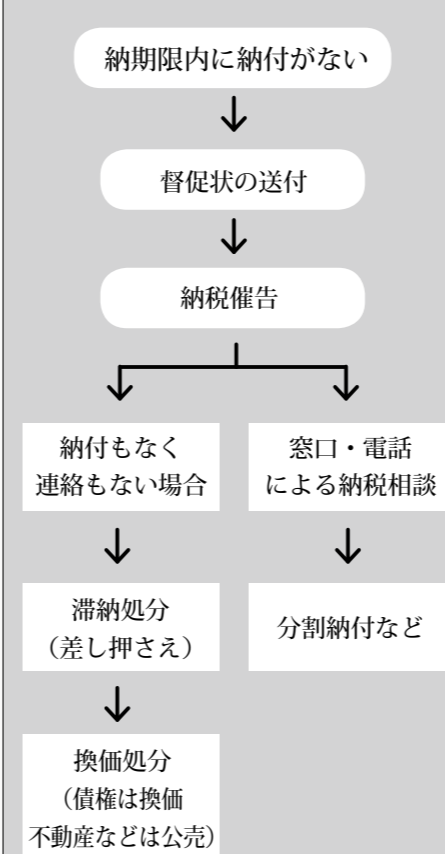 納期限内に納付がない
督促状の送付
納税催告
納付もなく
連絡もない場合
窓口・電話
による納税相談
滞納処分
（差し押さえ）
分割納付など
換価処分
（債権は換価
不動産などは公売）